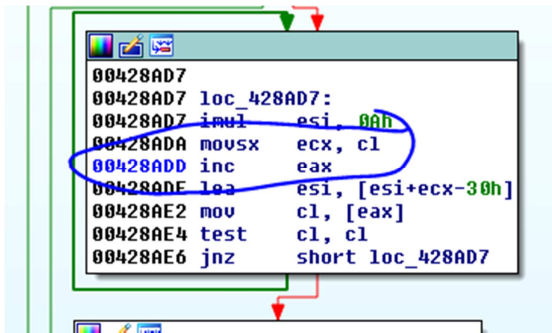 00428AD7
00428AD7 loc_428AD7:
00428AD7 imul esi, 0Ah
00428ADA movsx ecx, cl
00428ADD inc eax
00428ADE lea esi, [esi+ecx-30h]
00428AE2 mov cl, [eax]
00428AE4 test cl, cl
00428AE6 jnz short loc_428AD7